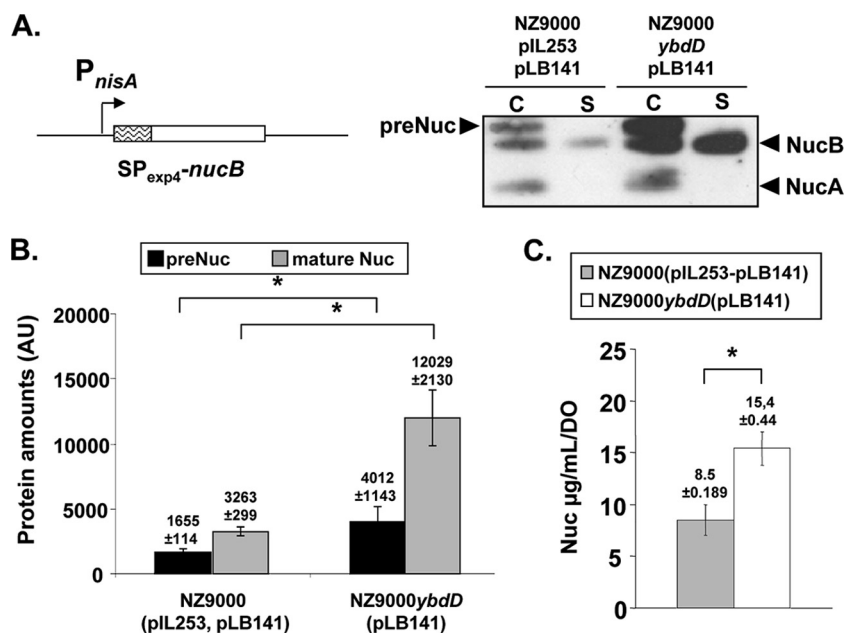 A.
P nisA
SPexp4-nucB
NZ9000
pIL253
pLB141
NZ9000
ybdD
pLB141
C S C S
preNuc
NucB
NucA
B.
preNuc mature Nuc
*
*
Protein amounts (AU)
20000
15000
10000
5000
0
1655
±114
3263
±299
4012
±1143
12029
±2130
NZ9000
(pIL253, pLB141)
NZ9000ybdD
(pLB141)
C.
NZ9000(pIL253-pLB141)
NZ9000ybdD(pLB141)
Nuc µg/mL/DO
25
20
15
10
5
0
*
8.5
±0.189
15,4
±0.44